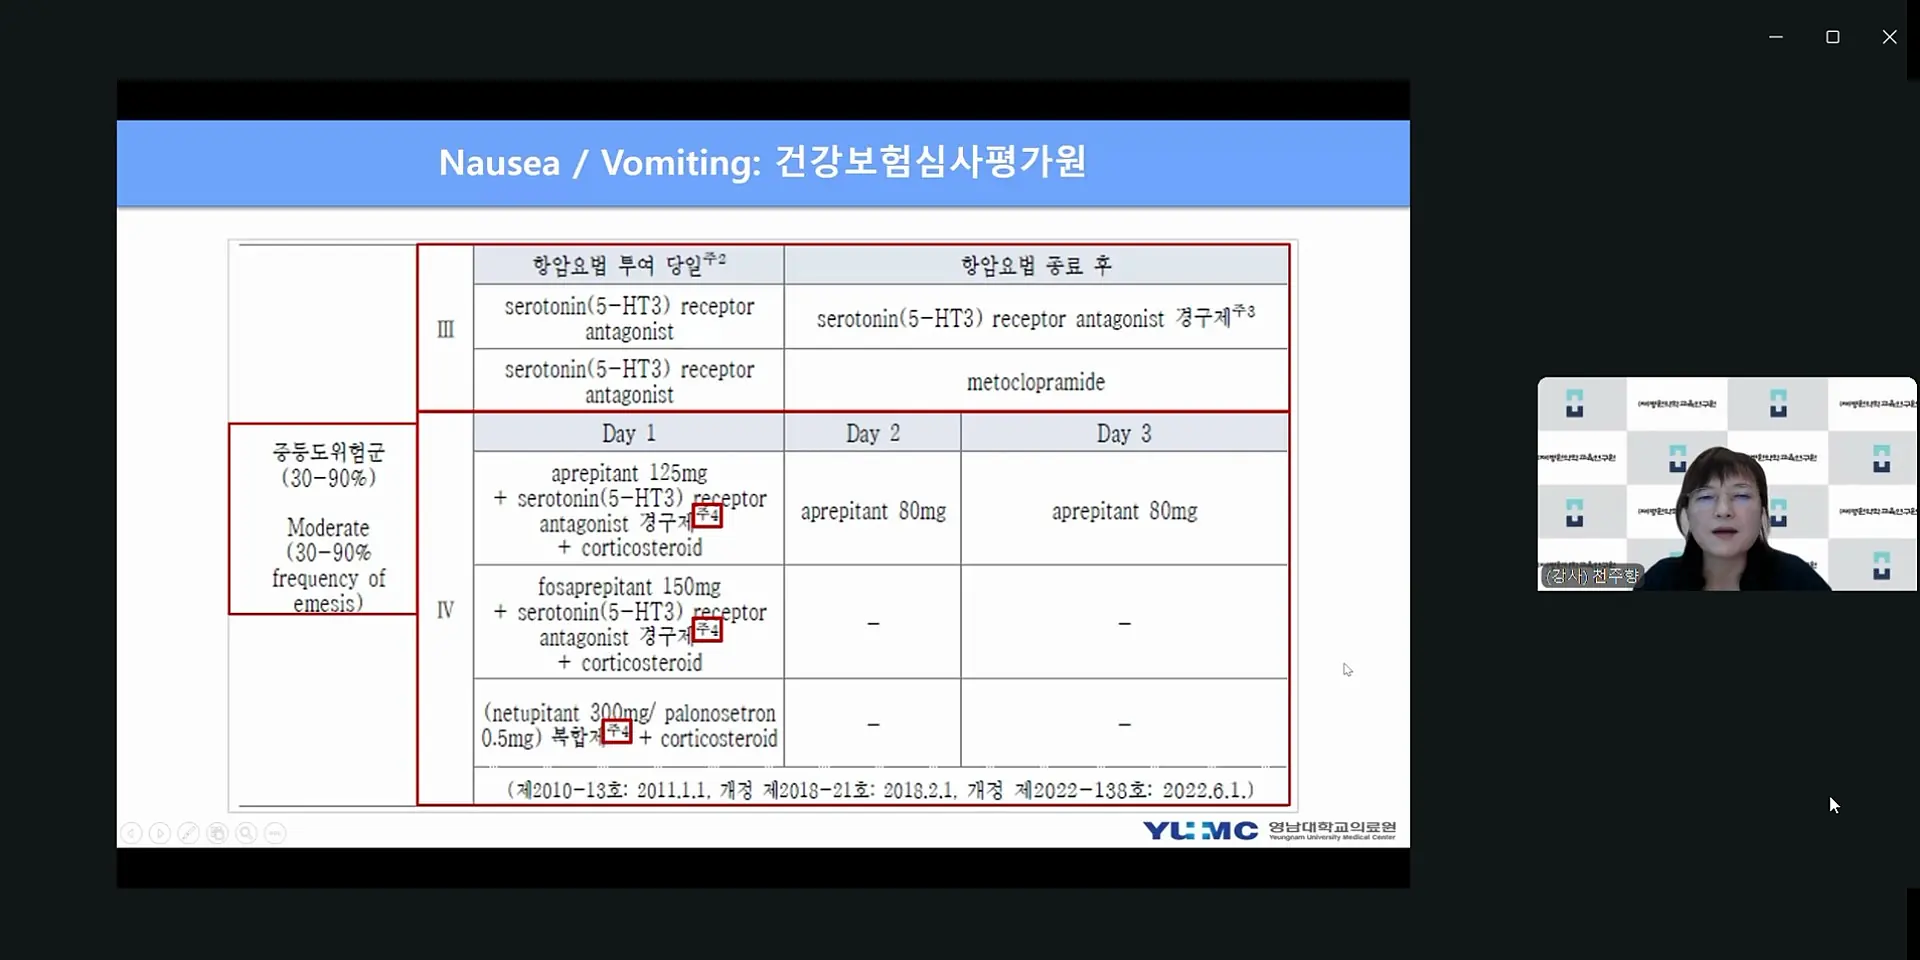 Nausea / Vomiting: 건강보험심사평가원
항암요법 투여 당일주2
항암요법 종료 후
III
serotonin(5-HT3) receptor
antagonist
serotonin(5-HT3) receptor antagonist 경구제주3
serotonin(5-HT3) receptor
antagonist
metoclopramide
중등도위험군
(30-90%)
Moderate
(30-90%
frequency of
emesis)
IV
Day 1
Day 2
Day 3
aprepitant 125mg
+ serotonin(5-HT3) receptor
antagonist 경구제주4
+ corticosteroid
aprepitant 80mg
aprepitant 80mg
fosaprepitant 150mg
+ serotonin(5-HT3) receptor
antagonist 경구제주4
+ corticosteroid
-
-
(netupitant 300mg/ palonosetron
0.5mg) 복합제주4 + corticosteroid
-
-
(제2010-13호: 2011.1.1, 개정 제2018-21호: 2018.2.1, 개정 제2022-138호: 2022.6.1.)
YUMC 영남대학교의료원
Yeungnam University Medical Center
(강사) 천주향